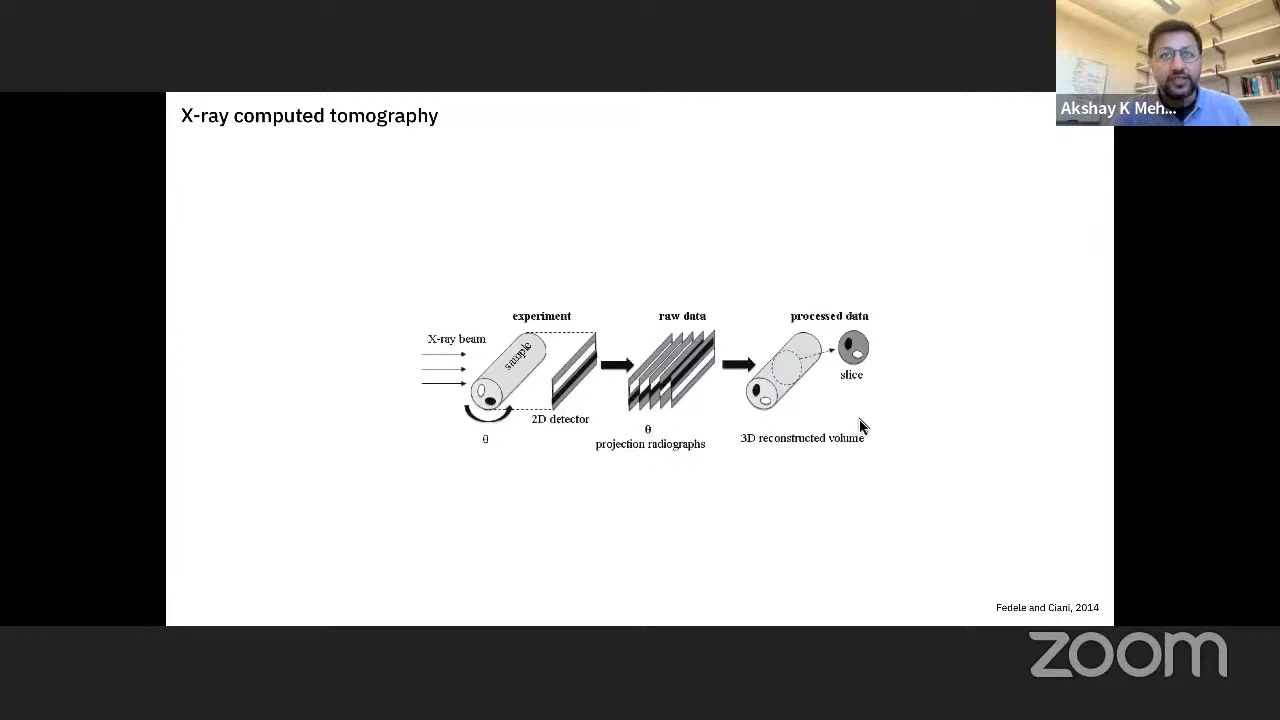 X-ray computed tomography
Akshay K Meh...
experiment
raw data
processed data
X-ray beam
sample
slice
2D detector
θ
θ
projection radiographs
3D reconstructed volume
Fedele and Ciani, 2014
zoom